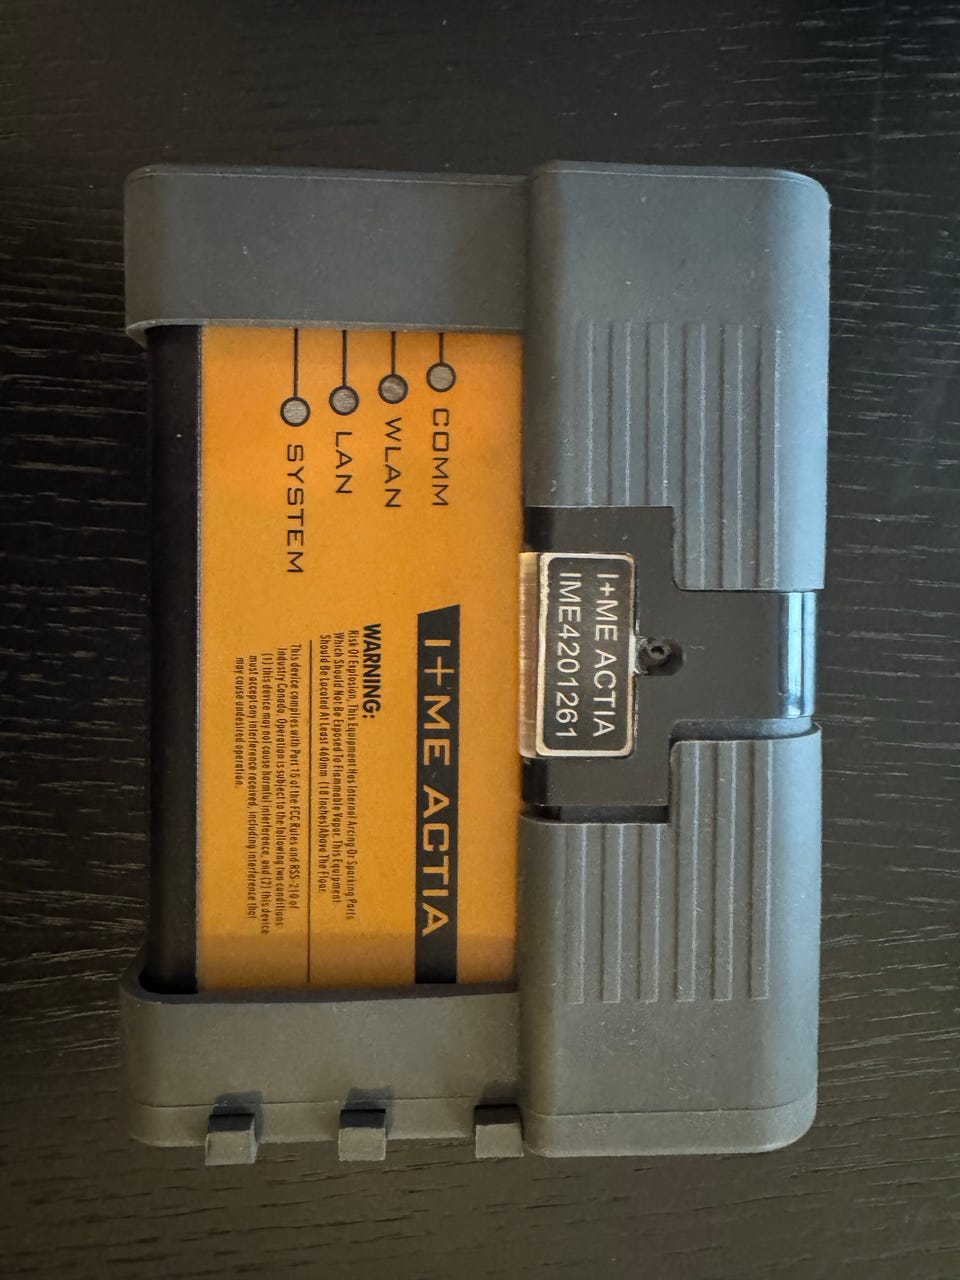 COMM
WLAN
LAN
SYSTEM
I+ME ACTIA
WARNING:
Risk Of Explosion, This Equipment Has Internal Arcing Or Sparking Parts
Which Should Not Be Exposed To Flammable Vapor. This Equipment
Should Be Located At Least 460mm (18 Inches)Above The Floor.
This device complies with Part 15 of the FCC Rules and RSS-210 of
Industry Canada. Operation is subject to the following two conditions:
(1) this device may not cause harmful interference, and (2) this device
must accept any interference received, including interference that
may cause undesired operation.
I+ME ACTIA
IME4201261